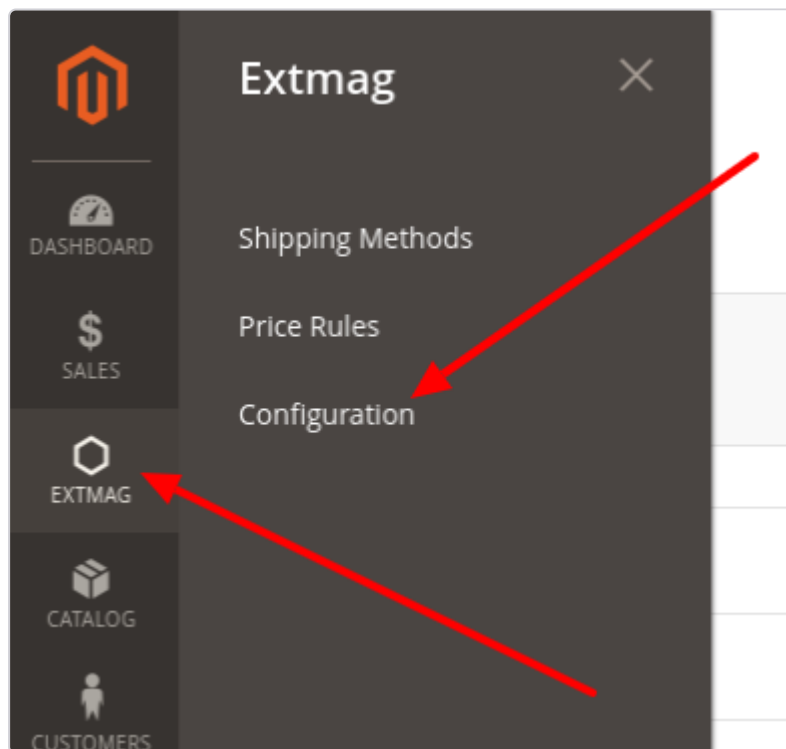 Extmag
DASHBOARD
Shipping Methods
Price Rules
$
SALES
Configuration
EXTMAG
CATALOG
CUSTOMERS